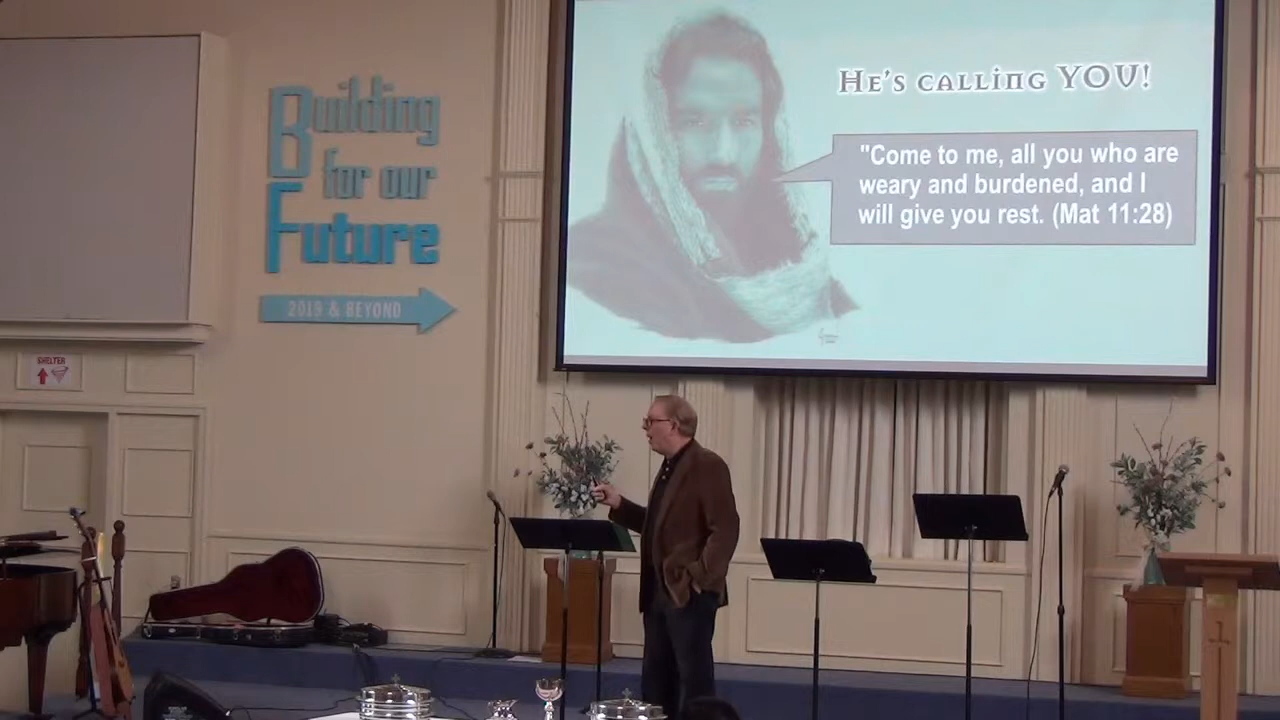 Building
for our
Future
2019 & BEYOND
SHELTER
HE'S CALLING YOU!
"Come to me, all you who are
weary and burdened, and I
will give you rest. (Mat 11:28)